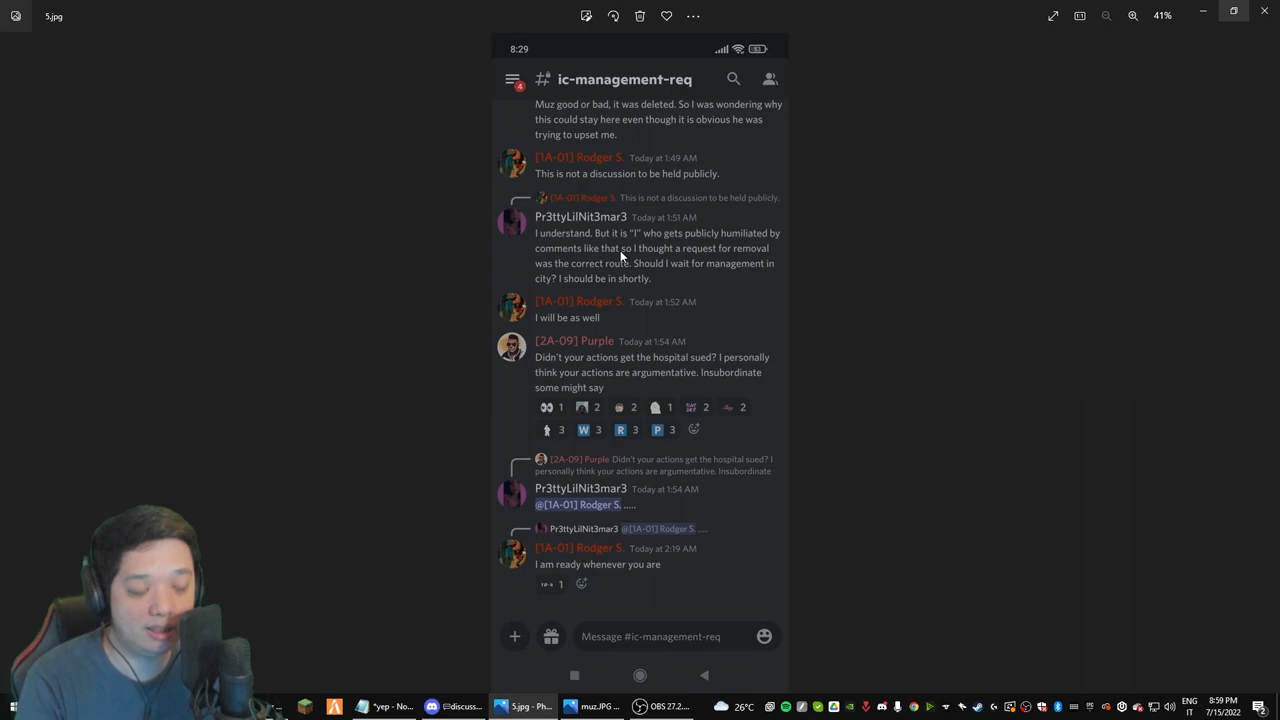 5.jpg
41%
8:29
4
ic-management-req
Muz good or bad, it was deleted. So I was wondering why
this could stay here even though it is obvious he was
trying to upset me.
[1A-01] Rodger S. Today at 1:49 AM
This is not a discussion to be held publicly.
[1A-01] Rodger S. This is not a discussion to be held publicly.
Pr3ttyLilNit3mar3 Today at 1:51 AM
I understand. But it is "I" who gets publicly humiliated by
comments like that so I thought a request for removal
was the correct route. Should I wait for management in
city? I should be in shortly.
[1A-01] Rodger S. Today at 1:52 AM
I will be as well
[2A-09] Purple Today at 1:54 AM
Didn't your actions get the hospital sued? I personally
think your actions are argumentative. Insubordinate
some might say
1 2 2 1 2 2
3 W 3 R 3 P 3
[2A-09] Purple Didn't your actions get the hospital sued? I
personally think your actions are argumentative. Insubordinate
Pr3ttyLilNit3mar3 Today at 1:54 AM
@[1A-01] Rodger S. .....
Pr3ttyLilNit3mar3 @[1A-01] Rodger S. .....
[1A-01] Rodger S. Today at 2:19 AM
I am ready whenever you are
1
Message #ic-management-req
*yep - No...
discuss...
5.jpg - Ph...
muz.JPG ...
OBS 27.2....
26°C
ENG
IT
8:59 PM
7/15/2022